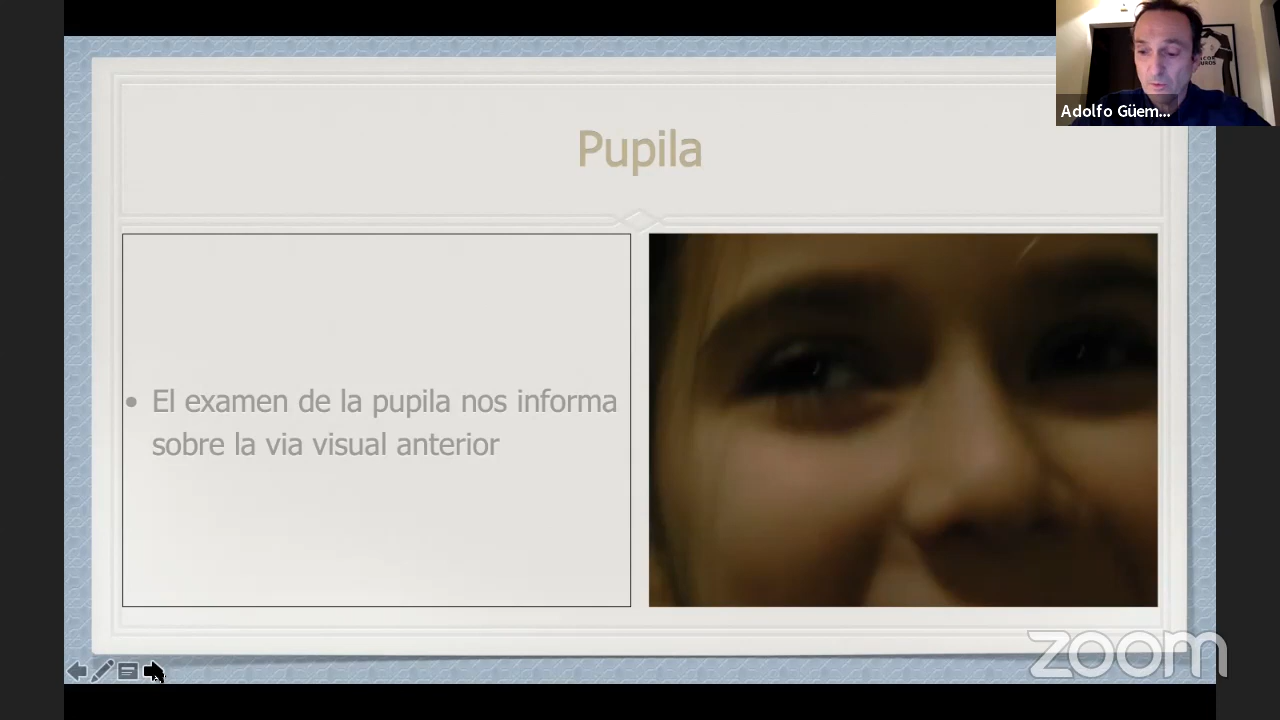 Adolfo Güem...
Pupila
• El examen de la pupila nos informa
sobre la via visual anterior
zoom